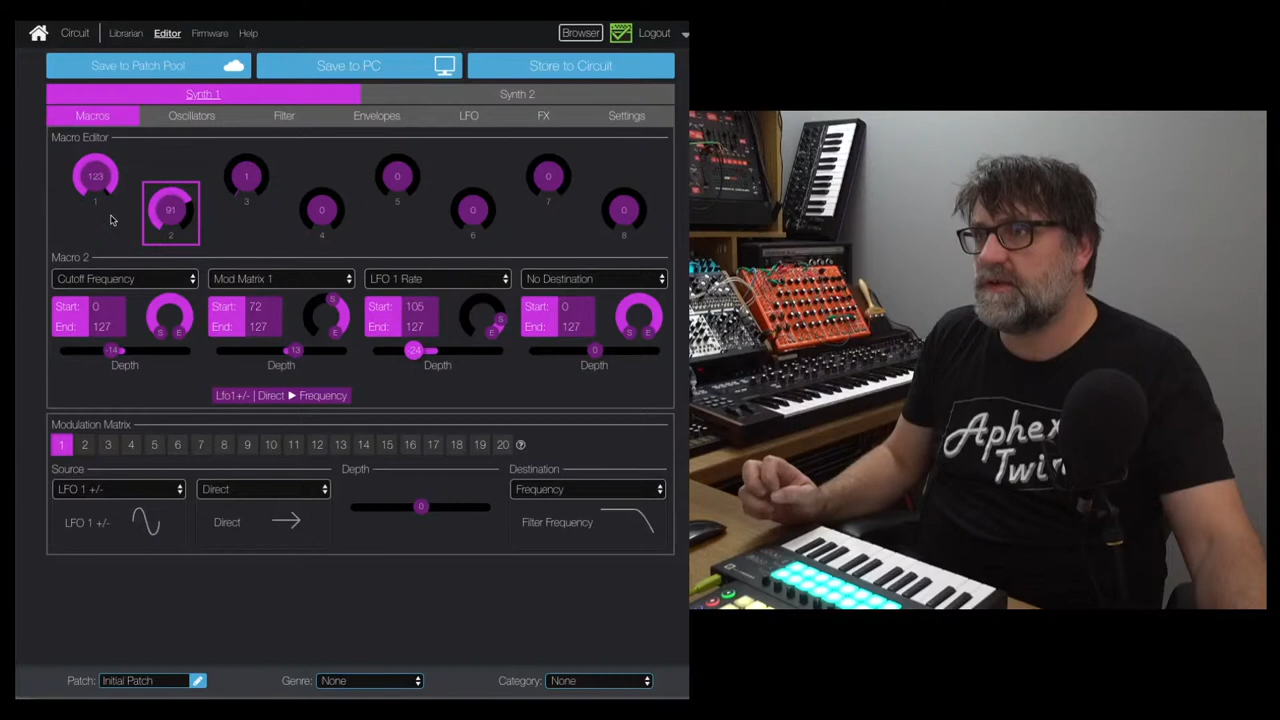 Circuit Librarian Editor Firmware Help Browser Logout
Save to Patch Pool Save to PC Store to Circuit
Synth 1 Synth 2
Macros Oscillators Filter Envelopes LFO FX Settings
Macro Editor
123 1 0 0
1 3 5 7
91 0 0 0
2 4 6 8
Macro 2
Cutoff Frequency Mod Matrix 1 LFO 1 Rate No Destination
Start: 0 Start: 72 S Start: 105 S Start: 0
End: 127 S E End: 127 E End: 127 E End: 127 S E
-14 13 -24 0
Depth Depth Depth Depth
Lfo1+/- | Direct ▶ Frequency
Modulation Matrix
1 2 3 4 5 6 7 8 9 10 11 12 13 14 15 16 17 18 19 20 ?
Source Depth Destination
LFO 1 +/- Direct Frequency
0
LFO 1 +/- Direct Filter Frequency
Patch: Initial Patch Genre: None Category: None
Aphex
Twin